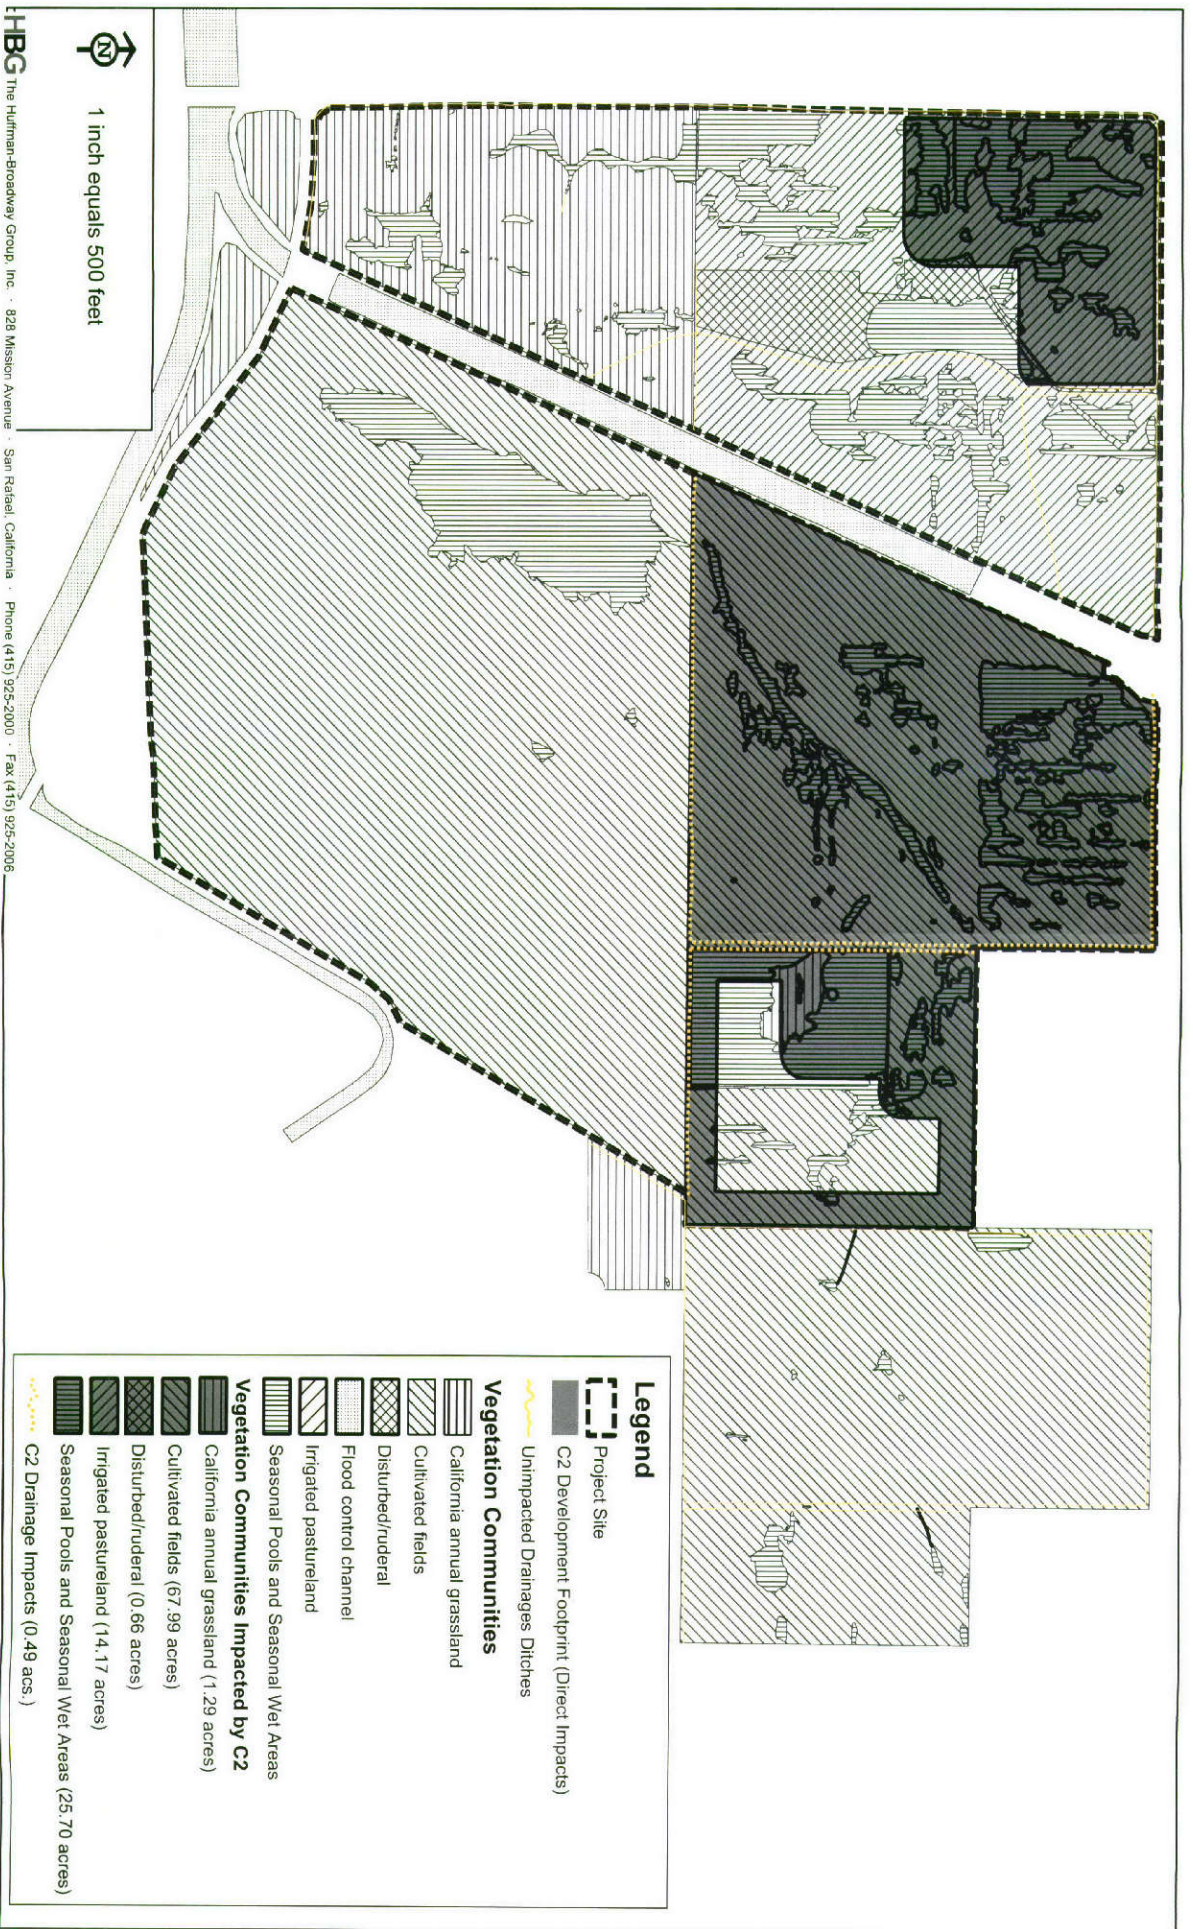 Legend
Project Site
C2 Development Footprint (Direct Impacts)
Unimpacted Drainages Ditches
Vegetation Communities
California annual grassland
Cultivated fields
Disturbed/ruderal
Flood control channel
Irrigated pastureland
Seasonal Pools and Seasonal Wet Areas
Vegetation Communities Impacted by C2
California annual grassland (1.29 acres)
Cultivated fields (67.99 acres)
Disturbed/ruderal (0.66 acres)
Irrigated pastureland (14.17 acres)
Seasonal Pools and Seasonal Wet Areas (25.70 acres)
C2 Drainage Impacts (0.49 acs.)
N
1 inch equals 500 feet
HBG The Huffman-Broadway Group, Inc. · 828 Mission Avenue · San Rafael, California · Phone (415) 925-2000 · Fax (415) 925-2006